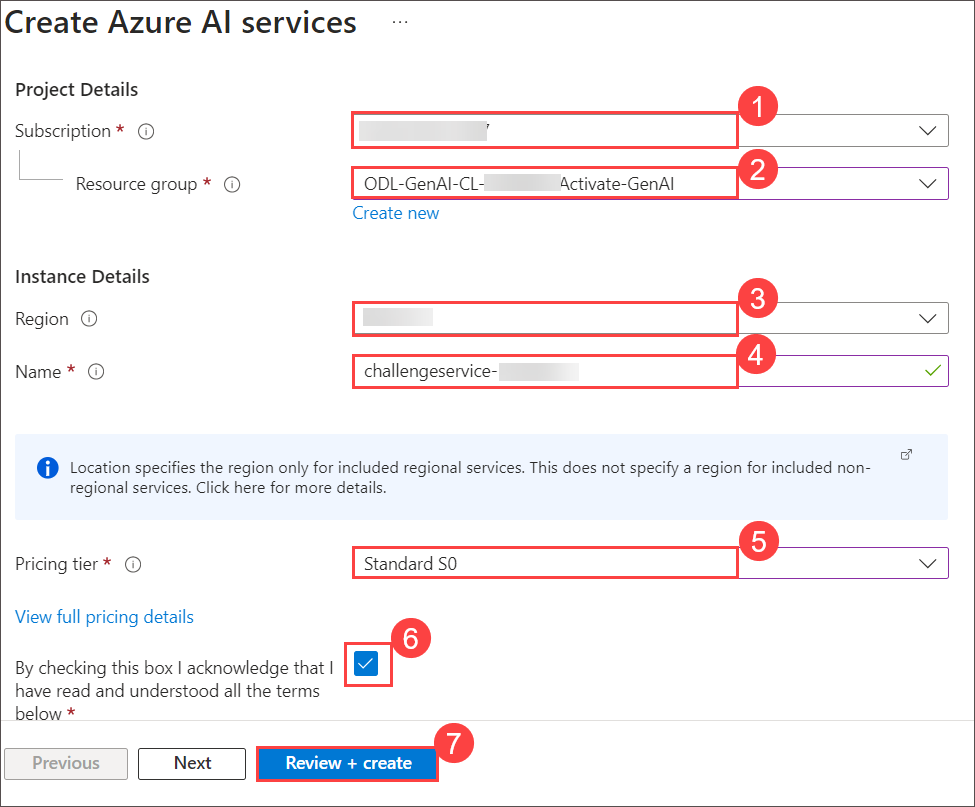 Create Azure AI services ...
Project Details
1
Subscription *
2
Resource group * ODL-GenAI-CL- Activate-GenAI
Create new
Instance Details
3
Region
4
Name * challengeservice-
Location specifies the region only for included regional services. This does not specify a region for included non-
regional services. Click here for more details.
5
Pricing tier * Standard S0
View full pricing details
6
By checking this box I acknowledge that I
have read and understood all the terms
below *
7
Previous Next Review + create